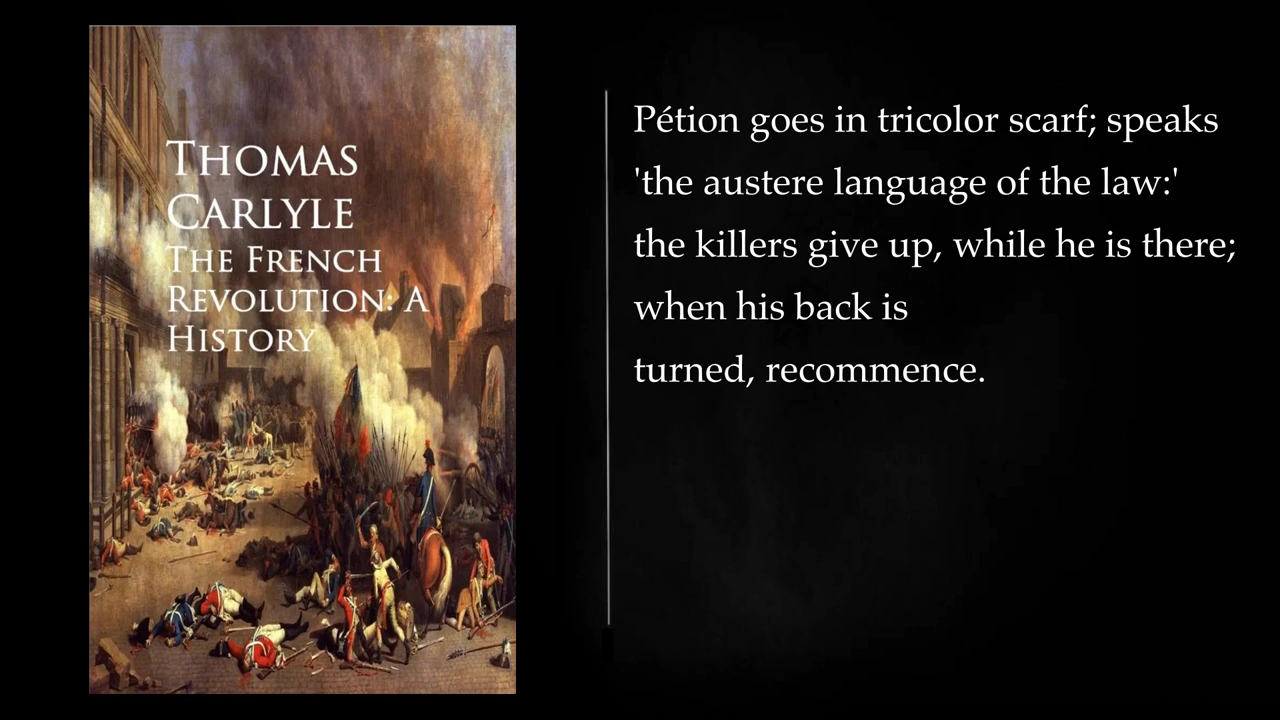 THOMAS
CARLYLE
THE FRENCH
REVOLUTION: A
HISTORY
Pétion goes in tricolor scarf; speaks
'the austere language of the law:'
the killers give up, while he is there;
when his back is
turned, recommence.